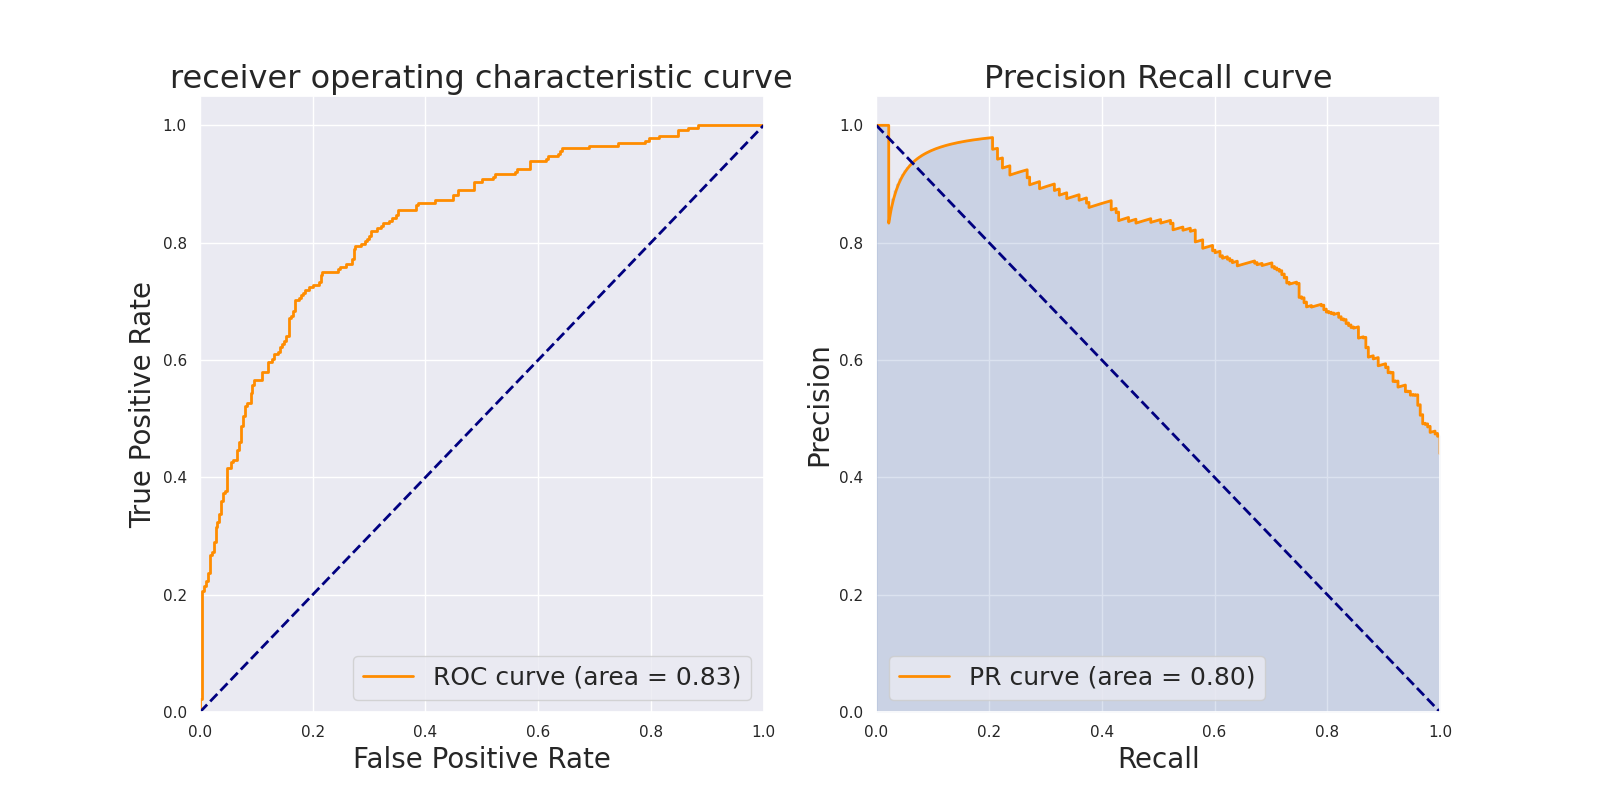 receiver operating characteristic curve
True Positive Rate
1.0
0.8
0.6
0.4
0.2
0.0
ROC curve (area = 0.83)
0.0 0.2 0.4 0.6 0.8 1.0
False Positive Rate
Precision Recall curve
Precision
1.0
0.8
0.6
0.4
0.2
0.0
PR curve (area = 0.80)
0.0 0.2 0.4 0.6 0.8 1.0
Recall